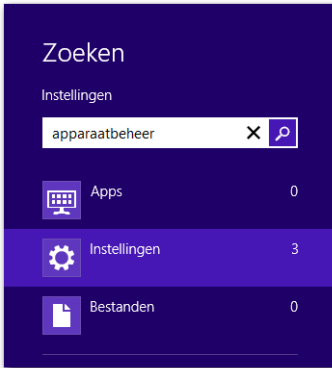 Zoeken
Instellingen
apparaatbeheer
Apps 0
Instellingen 3
Bestanden 0